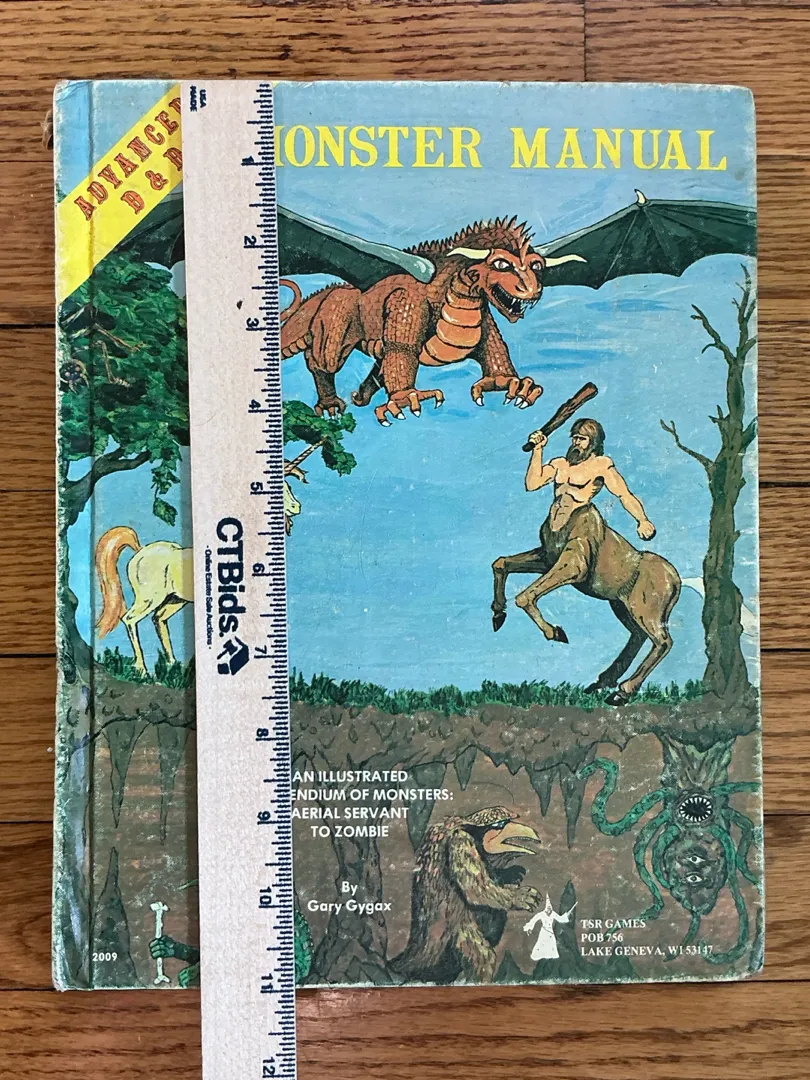 ADVANCED
D & D
MONSTER MANUAL
USA
MADE
1
2
3
4
5
6
7
8
9
10
11
12
CTBids
- Online Estate Sale Auctions -
AN ILLUSTRATED
ENDIUM OF MONSTERS:
AERIAL SERVANT
TO ZOMBIE
By
Gary Gygax
TSR GAMES
POB 756
LAKE GENEVA, WI 53147
2009